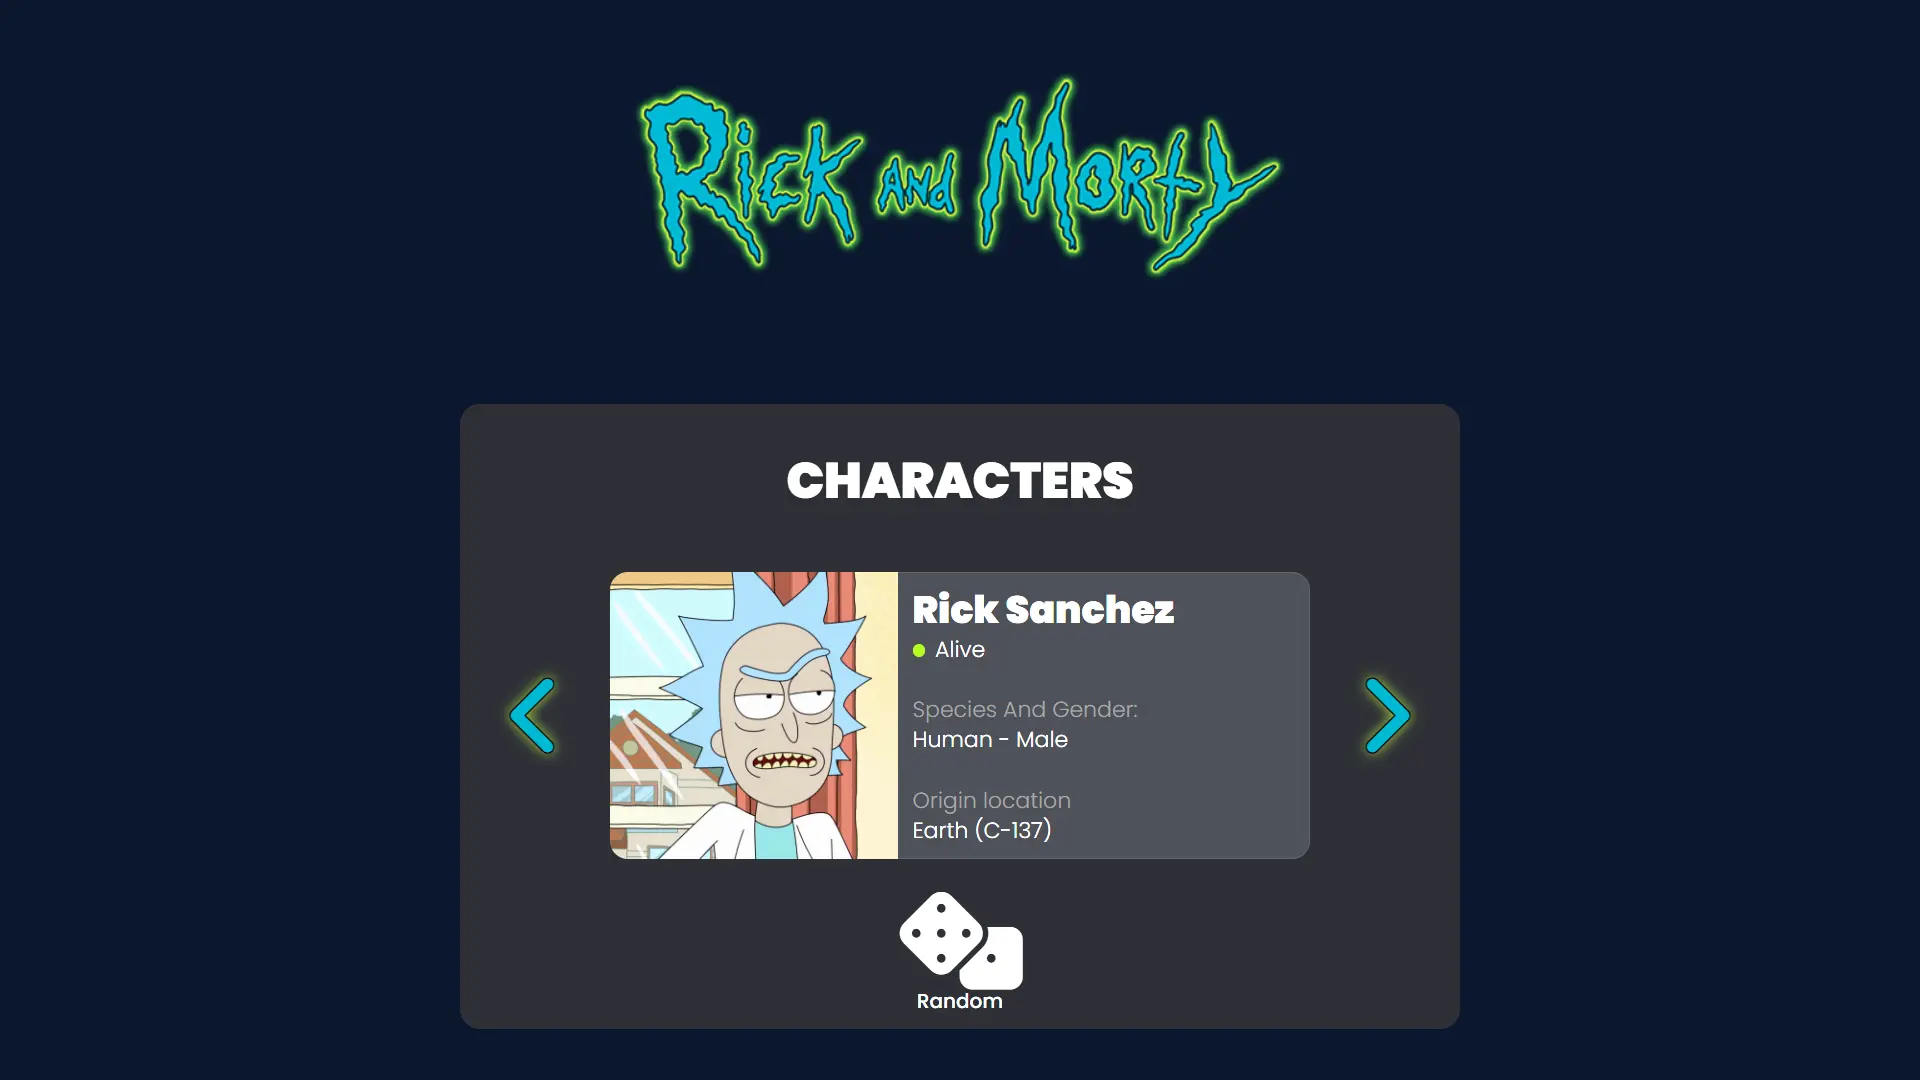 Rick and Morty
CHARACTERS
Rick Sanchez
Alive
Species And Gender:
Human - Male
Origin location
Earth (C-137)
Random